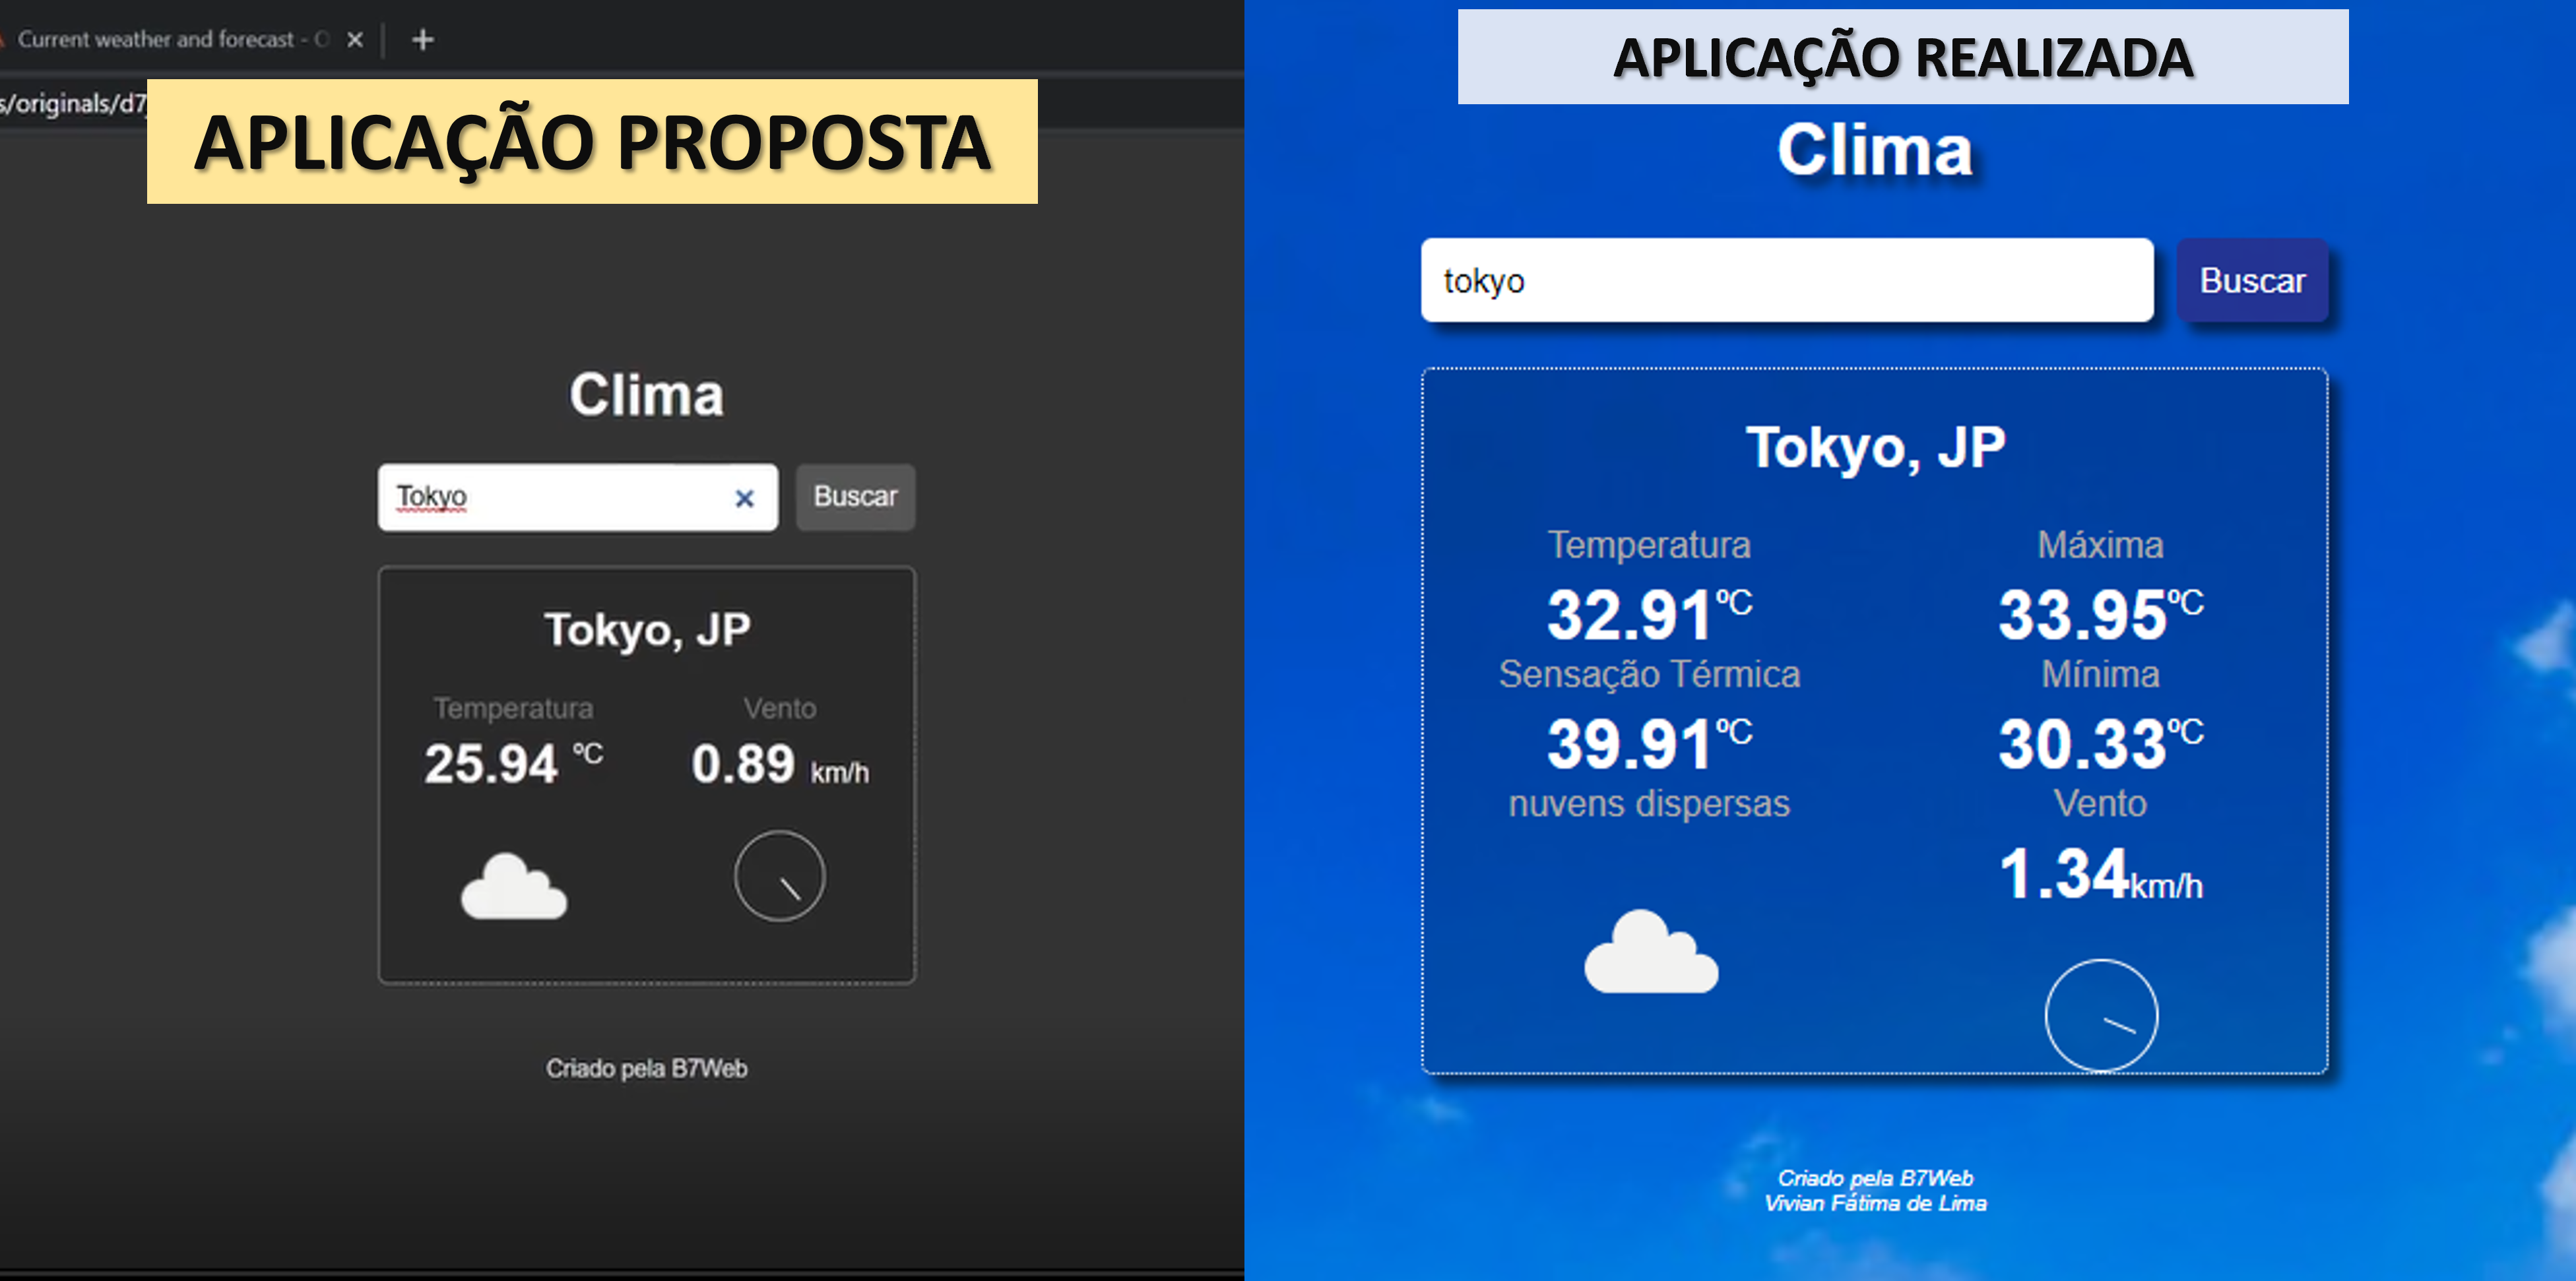 Current weather and forecast - O
s/originals/d7
APLICAÇÃO PROPOSTA
Clima
Tokyo
Buscar
Tokyo, JP
Temperatura
Vento
25.94 ºC
0.89 km/h
Criado pela B7Web
APLICAÇÃO REALIZADA
Clima
tokyo
Buscar
Tokyo, JP
Temperatura
Máxima
32.91ºC
33.95ºC
Sensação Térmica
Mínima
39.91ºC
30.33ºC
nuvens dispersas
Vento
1.34km/h
Criado pela B7Web
Vivian Fátima de Lima